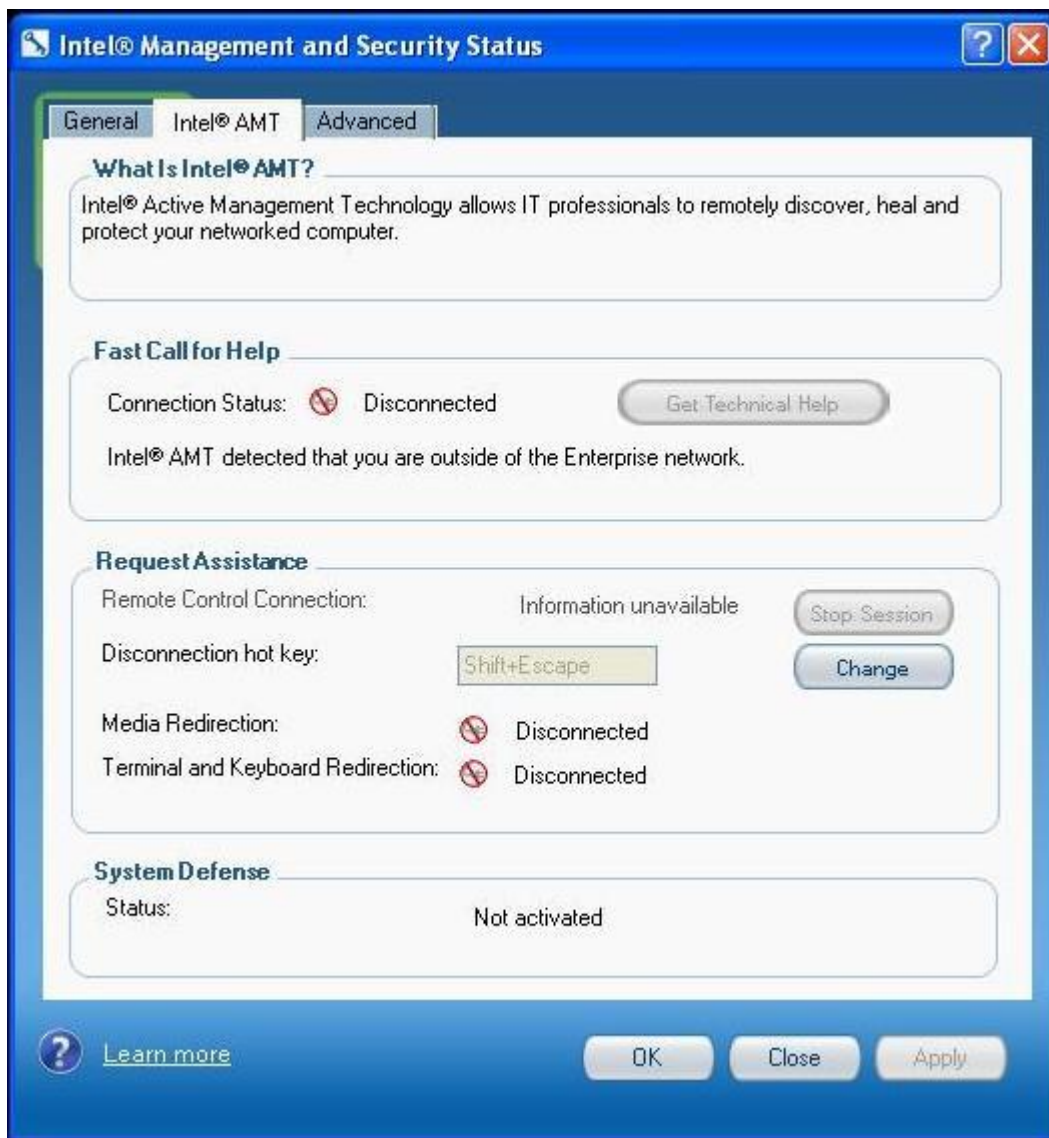 Intel® Management and Security Status
General Intel® AMT Advanced
What Is Intel® AMT?
Intel® Active Management Technology allows IT professionals to remotely discover, heal and
protect your networked computer.
Fast Call for Help
Connection Status: Disconnected Get Technical Help
Intel® AMT detected that you are outside of the Enterprise network.
Request Assistance
Remote Control Connection: Information unavailable Stop Session
Disconnection hot key: Shift+Escape Change
Media Redirection: Disconnected
Terminal and Keyboard Redirection: Disconnected
System Defense
Status: Not activated
? Learn more OK Close Apply